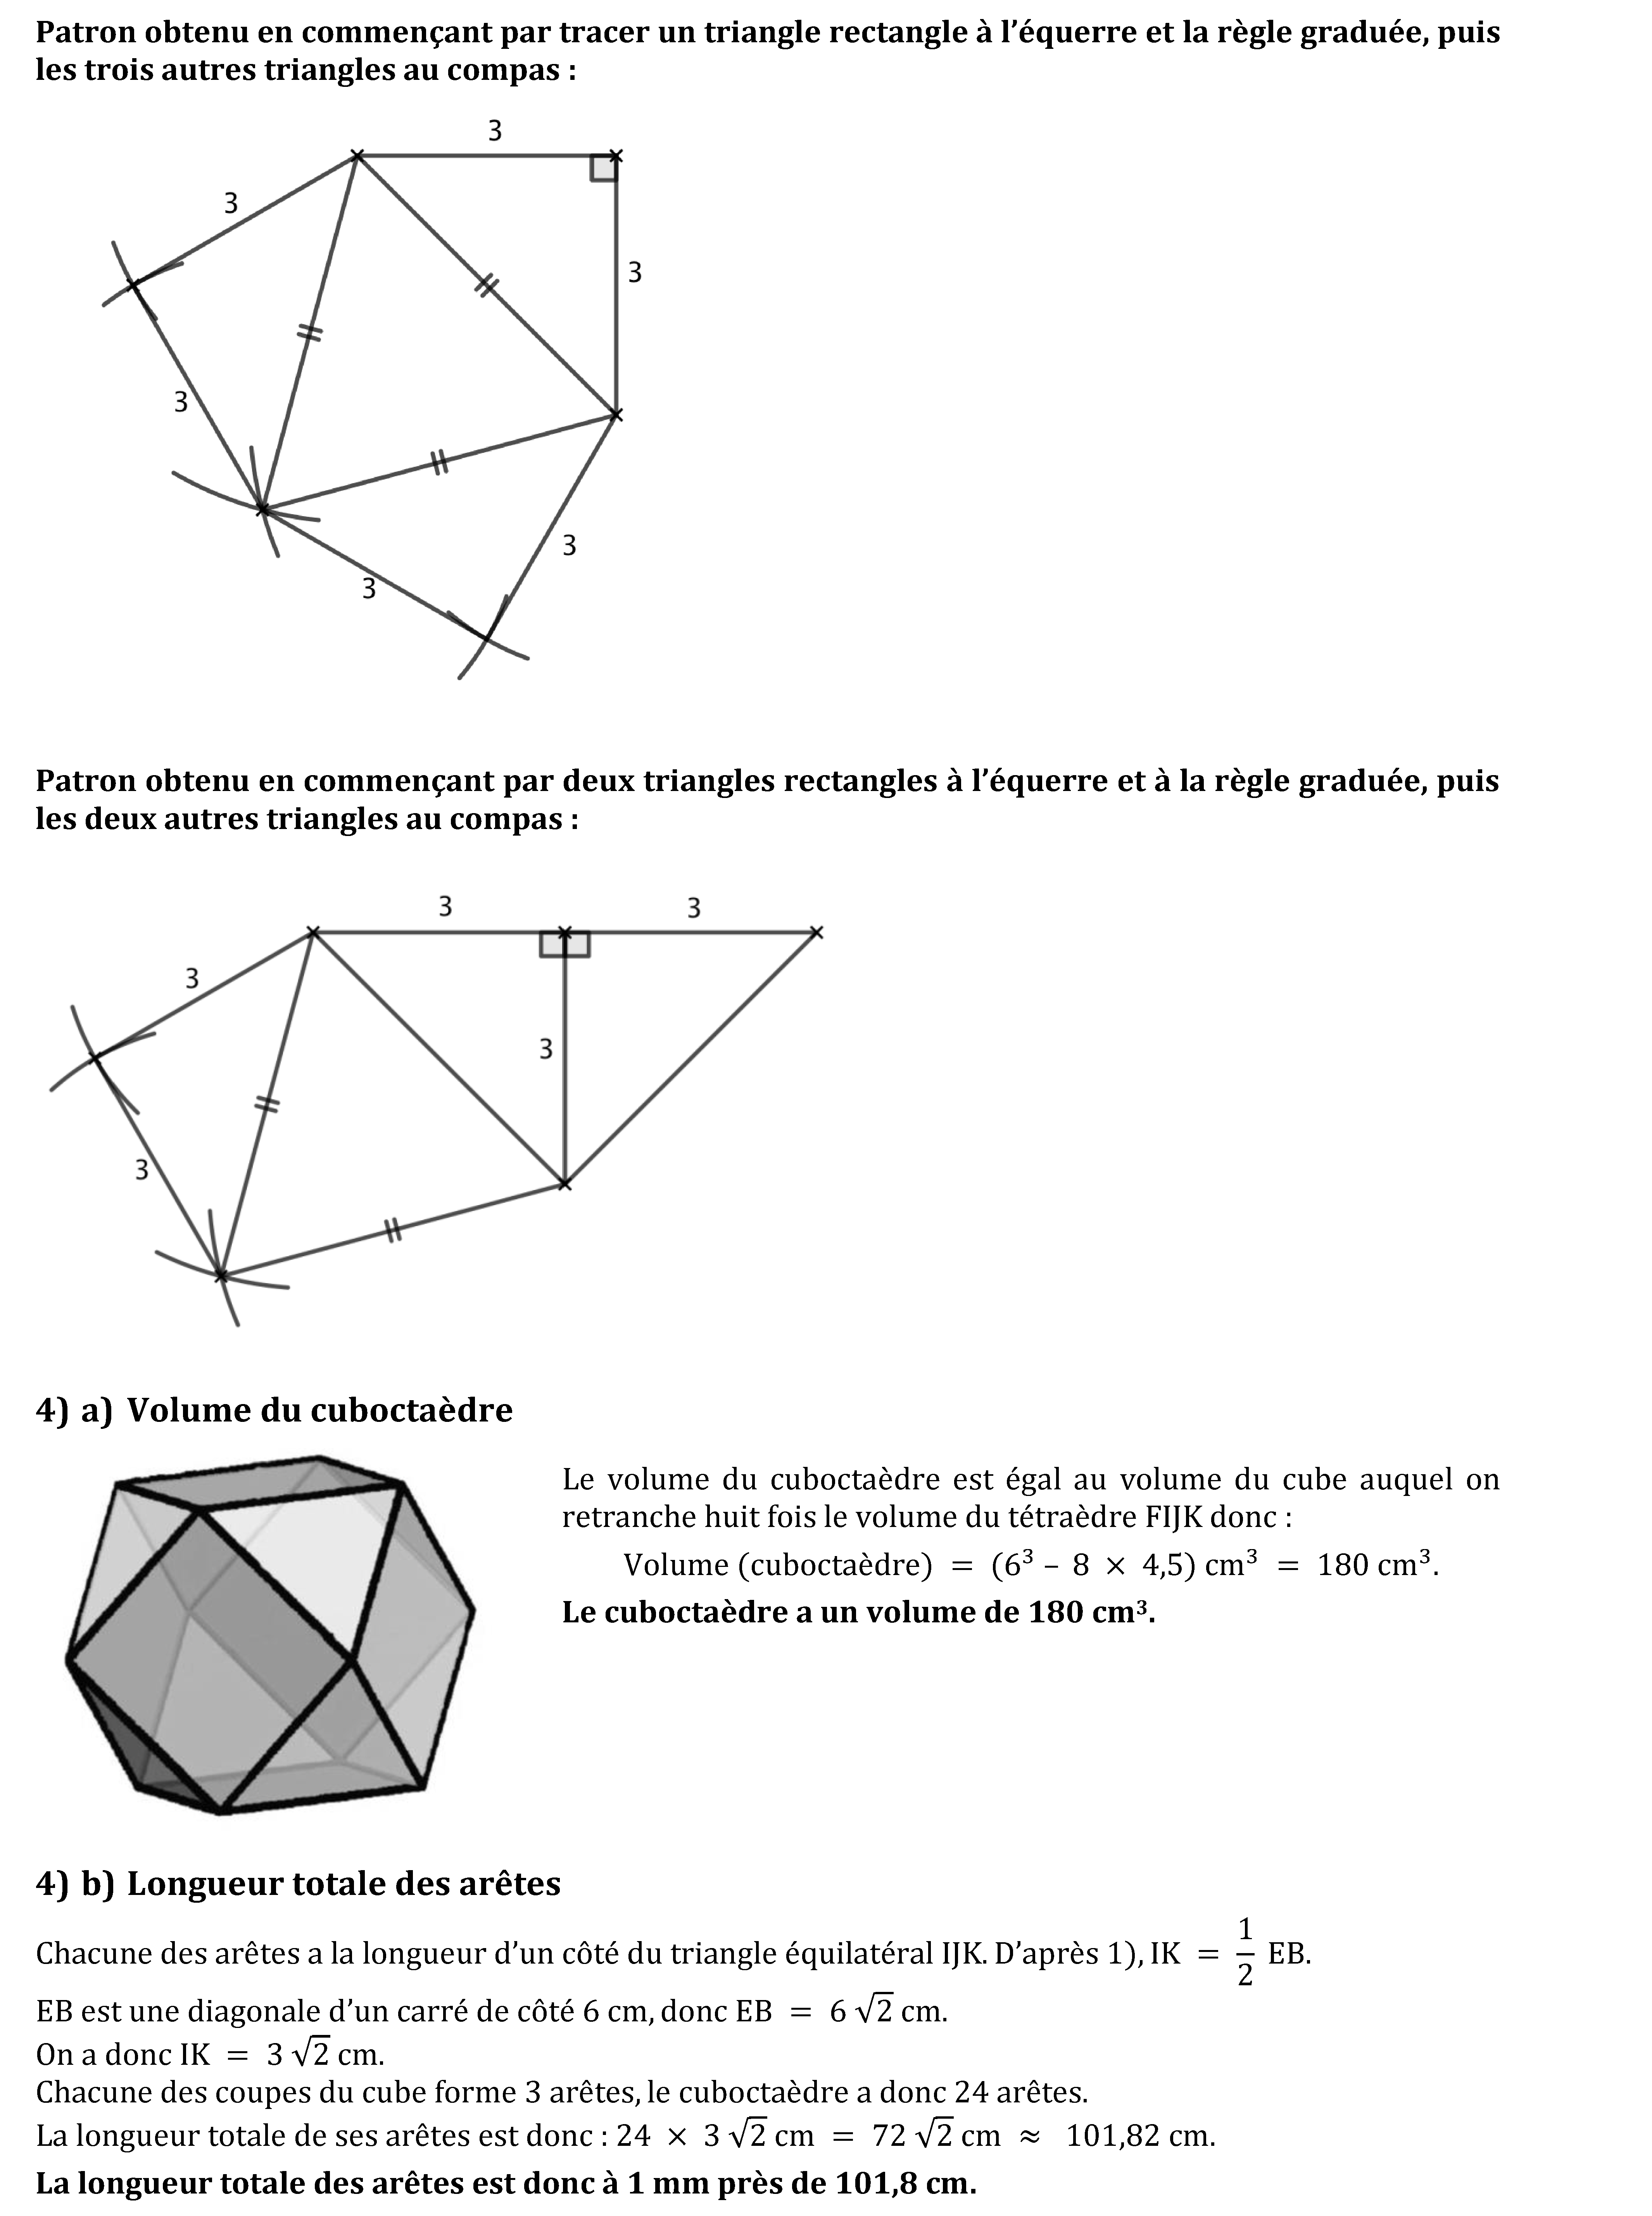 Patron obtenu en commençant par tracer un triangle rectangle à l’équerre et la règle graduée, puis
les trois autres triangles au compas :
3
3
3
3
3
3
Patron obtenu en commençant par deux triangles rectangles à l’équerre et à la règle graduée, puis
les deux autres triangles au compas :
3
3
3
3
3
4) a) Volume du cuboctaèdre
Le volume du cuboctaèdre est égal au volume du cube auquel on
retranche huit fois le volume du tétraèdre FIJK donc :
Volume (cuboctaèdre) = (6³ – 8 × 4,5) cm³ = 180 cm³.
Le cuboctaèdre a un volume de 180 cm³.
4) b) Longueur totale des arêtes
Chacune des arêtes a la longueur d’un côté du triangle équilatéral IJK. D’après 1), IK = 1/2 EB.
EB est une diagonale d’un carré de côté 6 cm, donc EB = 6 √2 cm.
On a donc IK = 3 √2 cm.
Chacune des coupes du cube forme 3 arêtes, le cuboctaèdre a donc 24 arêtes.
La longueur totale de ses arêtes est donc : 24 × 3 √2 cm = 72 √2 cm ≈ 101,82 cm.
La longueur totale des arêtes est donc à 1 mm près de 101,8 cm.